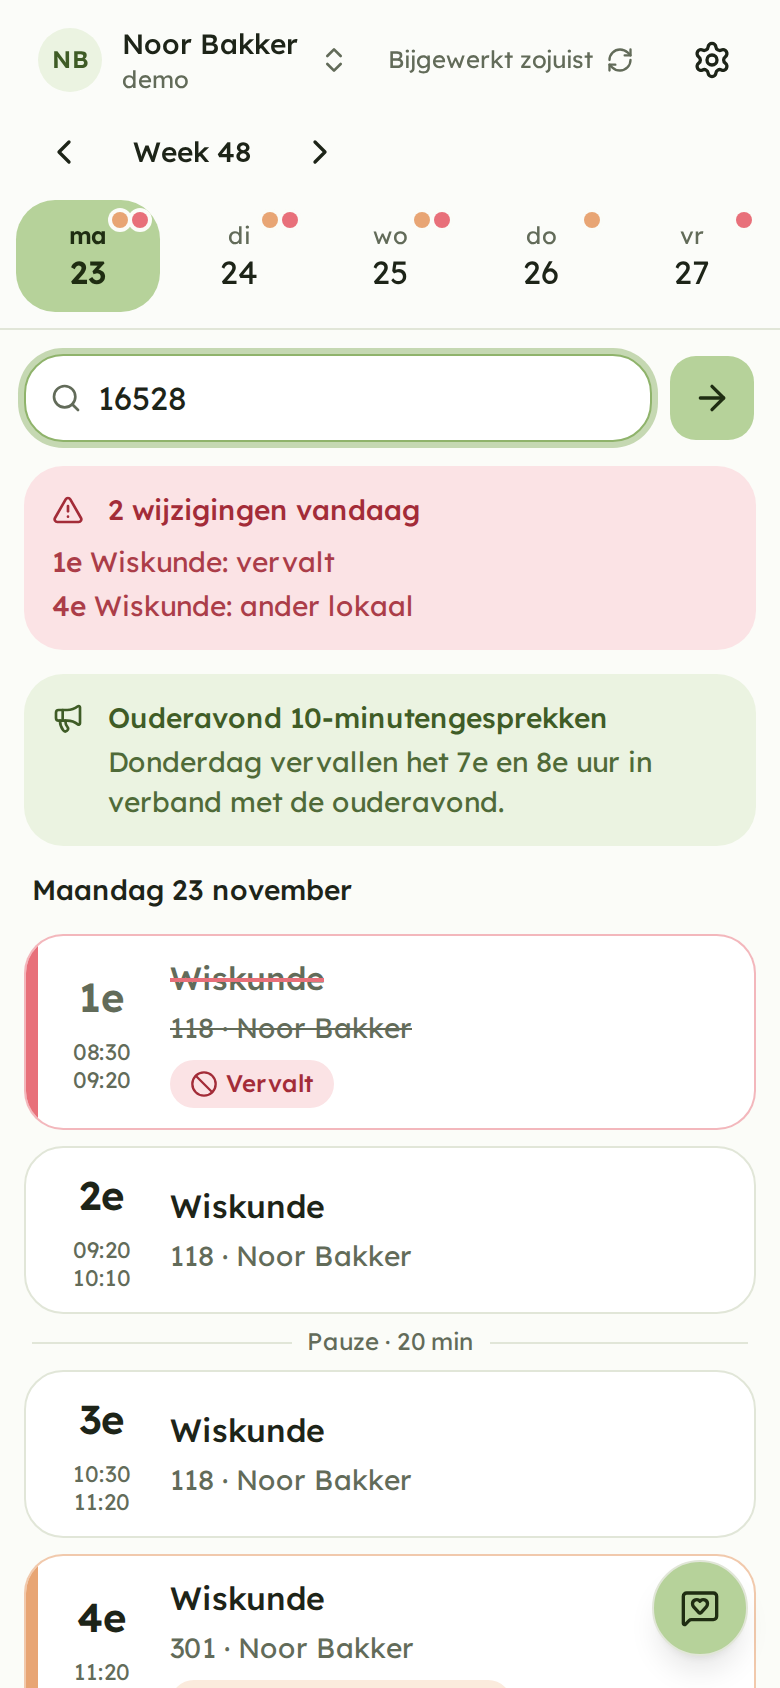 NB
Noor Bakker
demo
Bijgewerkt zojuist
Week 48
ma
23
di
24
wo
25
do
26
vr
27
16528
2 wijzigingen vandaag
1e Wiskunde: vervalt
4e Wiskunde: ander lokaal
Ouderavond 10-minutengesprekken
Donderdag vervallen het 7e en 8e uur in
verband met de ouderavond.
Maandag 23 november
1e
08:30
09:20
Wiskunde
118 · Noor Bakker
Vervalt
2e
09:20
10:10
Wiskunde
118 · Noor Bakker
Pauze · 20 min
3e
10:30
11:20
Wiskunde
118 · Noor Bakker
4e
11:20
Wiskunde
301 · Noor Bakker